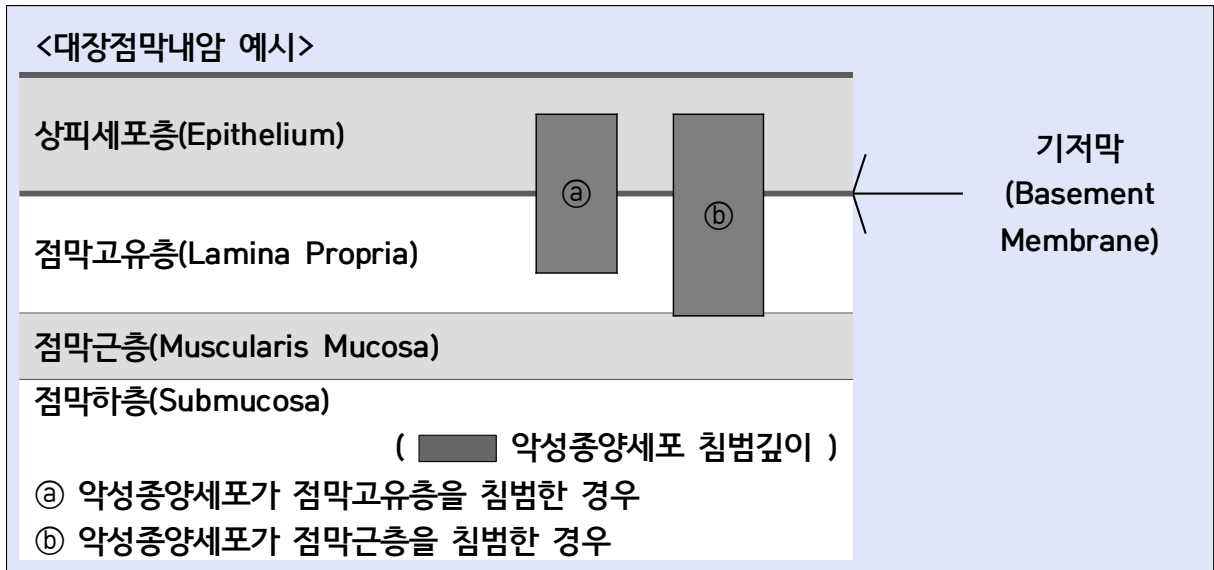 <대장점막내암 예시>
상피세포층(Epithelium)
기저막
(Basement
Membrane)
ⓐ
ⓑ
점막고유층(Lamina Propria)
점막근층(Muscularis Mucosa)
점막하층(Submucosa)
( 악성종양세포 침범깊이 )
ⓐ 악성종양세포가 점막고유층을 침범한 경우
ⓑ 악성종양세포가 점막근층을 침범한 경우